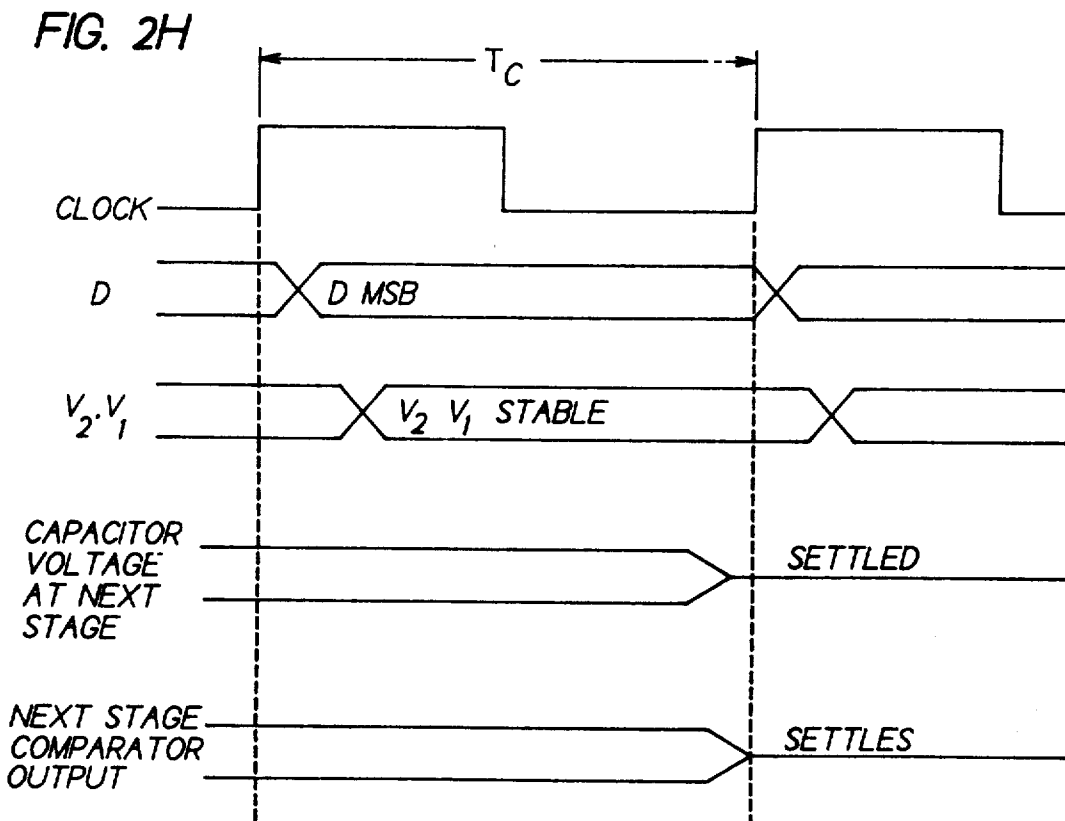 FIG. 2H
T_C
CLOCK
D
D MSB
V_2.V_1
V_2 V_1 STABLE
CAPACITOR
VOLTAGE
AT NEXT
STAGE
SETTLED
NEXT STAGE
COMPARATOR
OUTPUT
SETTLES